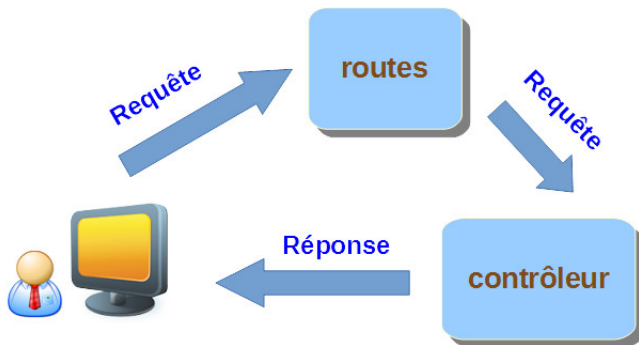 routes
Requête
Requête
Réponse
contrôleur